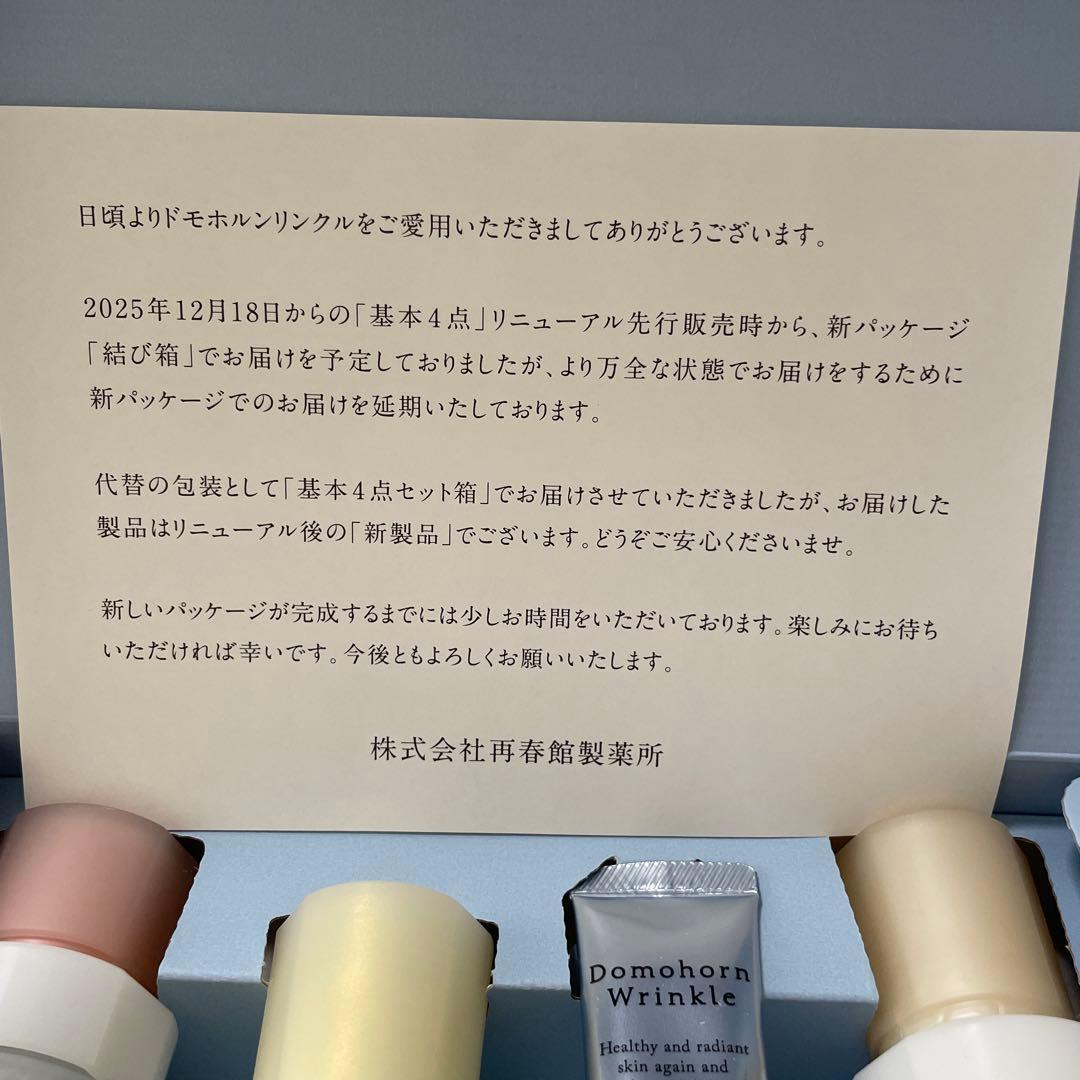 日頃よりドモホルンリンクルをご愛用いただきましてありがとうございます。
2025年12月18日からの「基本4点」リニューアル先行販売時から、新パッケージ
「結び箱」でお届けを予定しておりましたが、より万全な状態でお届けをするために
新パッケージでのお届けを延期いたしております。
代替の包装として「基本4点セット箱」でお届けさせていただきましたが、お届けした
製品はリニューアル後の「新製品」でございます。どうぞご安心くださいませ。
新しいパッケージが完成するまでには少しお時間をいただいております。楽しみにお待ち
いただければ幸いです。今後ともよろしくお願いいたします。
株式会社再春館製薬所
Domohorn
Wrinkle
Healthy and radiant
skin again and